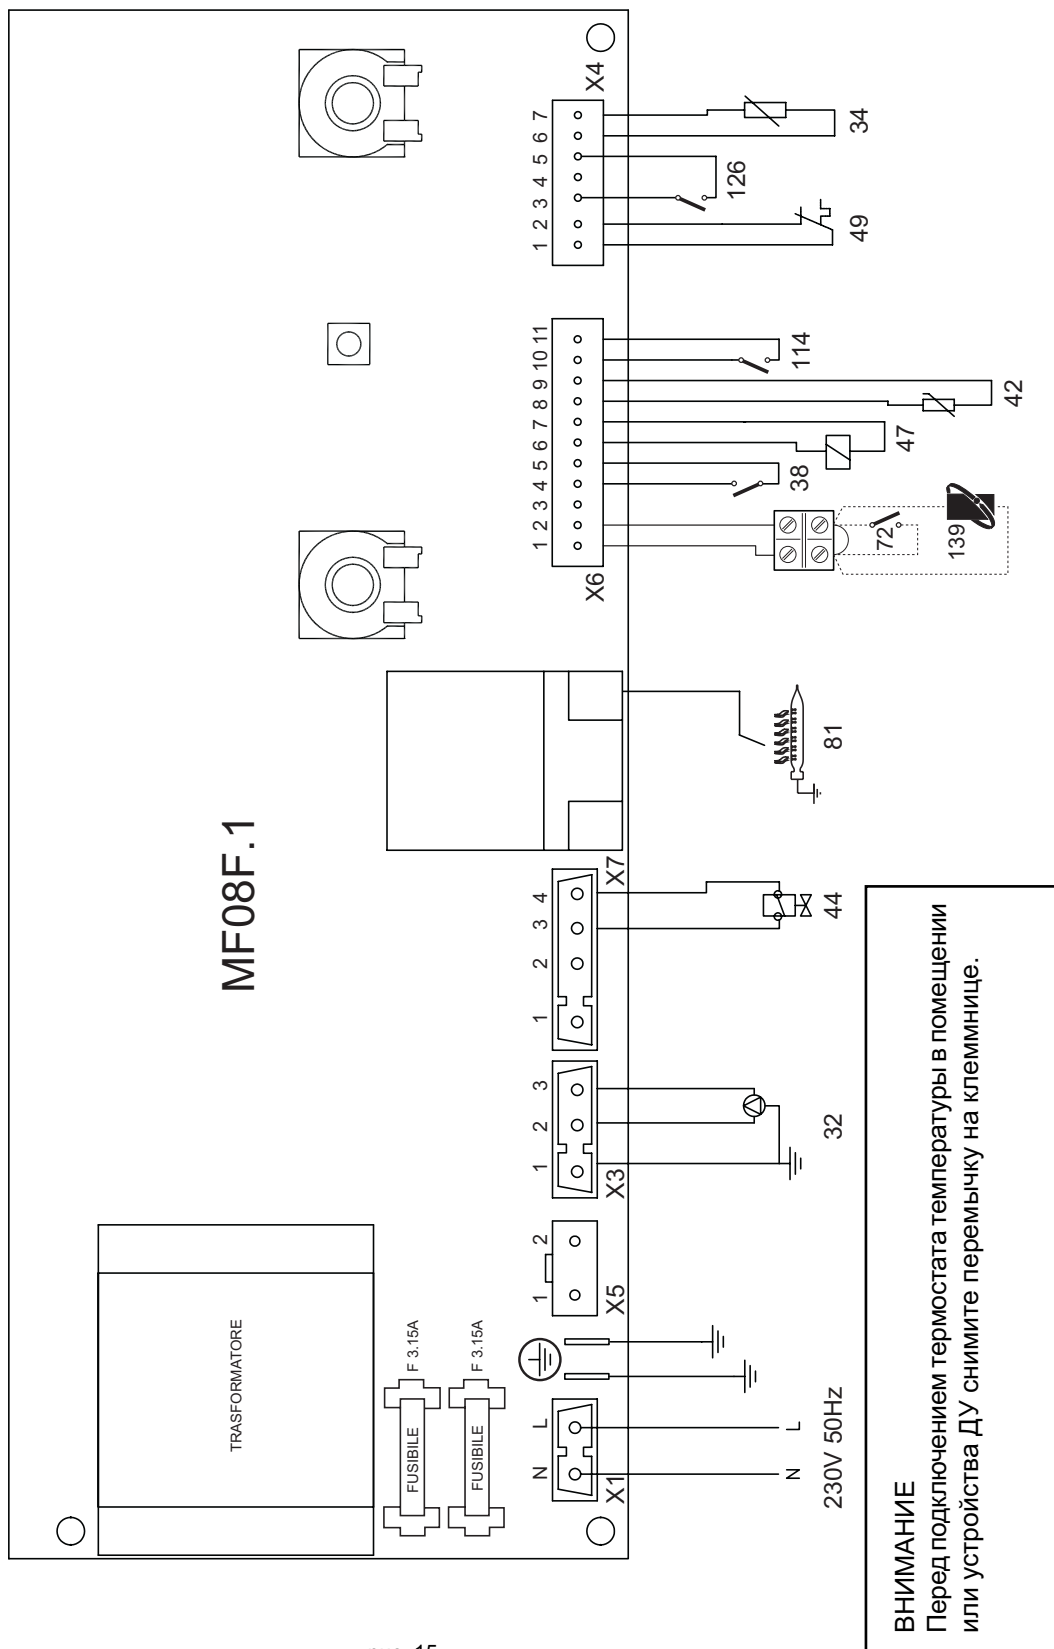 MF08F.1
TRASFORMATORE
FUSIBILE F 3.15A
FUSIBILE F 3.15A
X1
N L
X5
1 2
X3
1 2 3
X7
1 2 3 4
X6
1 2 3 4 5 6 7 8 9 10 11
X4
1 2 3 4 5 6 7
N L
230V 50Hz
32
44
81
72
139
38
47
42
114
49
126
34
ВНИМАНИЕ
Перед подключением термостата температуры в помещении
или устройства ДУ снимите перемычку на клеммнице.